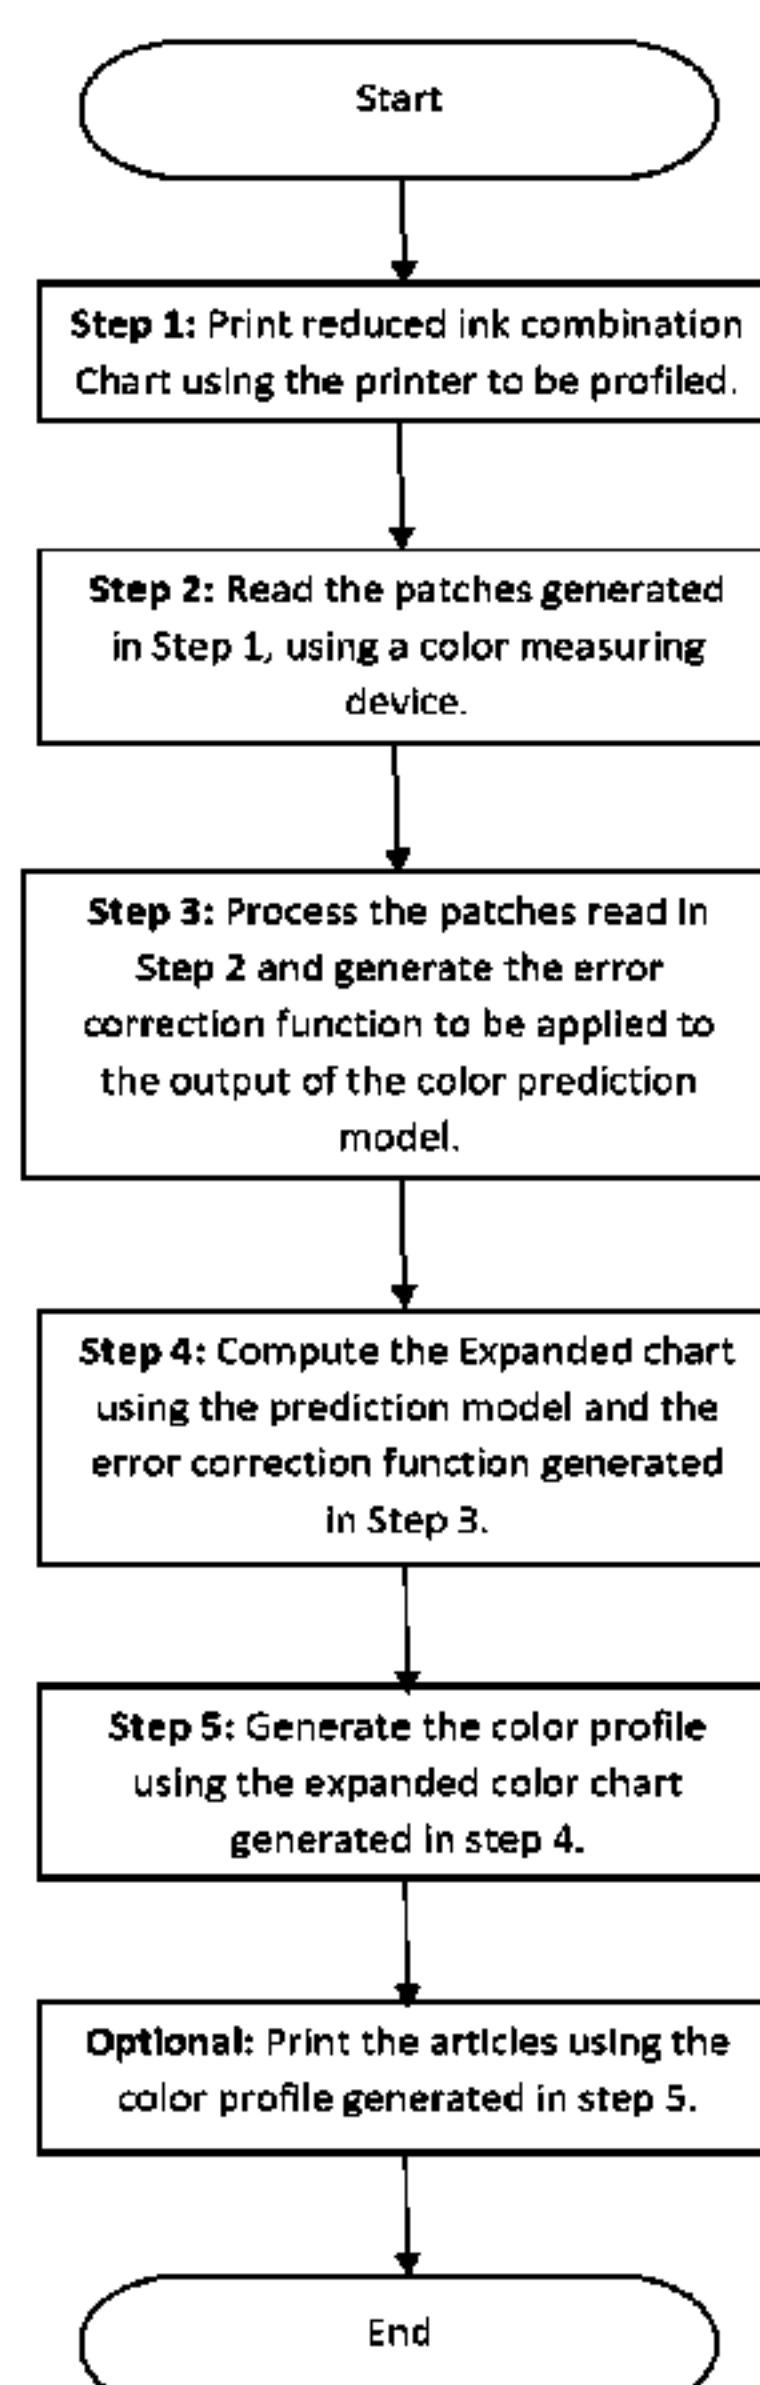 Start
Step 1: Print reduced ink combination
Chart using the printer to be profiled.
Step 2: Read the patches generated
in Step 1, using a color measuring
device.
Step 3: Process the patches read in
Step 2 and generate the error
correction function to be applied to
the output of the color prediction
model.
Step 4: Compute the Expanded chart
using the prediction model and the
error correction function generated
in Step 3.
Step 5: Generate the color profile
using the expanded color chart
generated in step 4.
Optional: Print the articles using the
color profile generated in step 5.
End